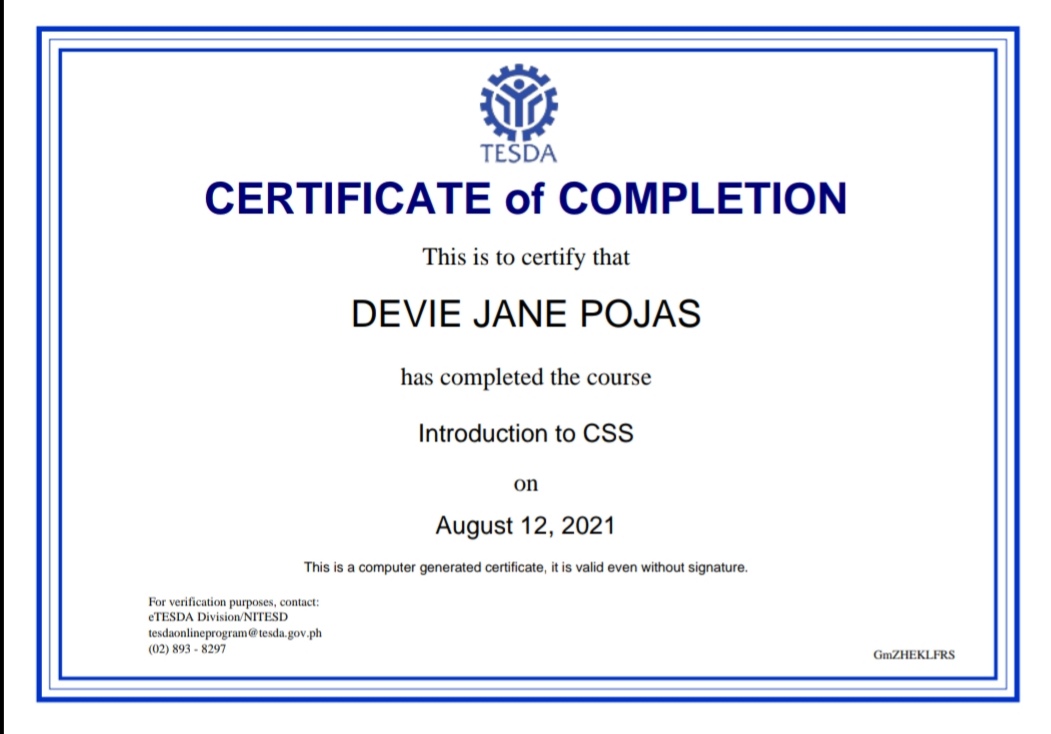 TESDA
CERTIFICATE of COMPLETION
This is to certify that
DEVIE JANE POJAS
has completed the course
Introduction to CSS
on
August 12, 2021
This is a computer generated certificate, it is valid even without signature.
For verification purposes, contact:
eTESDA Division/NITESD
tesdaonlineprogram@tesda.gov.ph
(02) 893 - 8297
GmZHEKLFRS